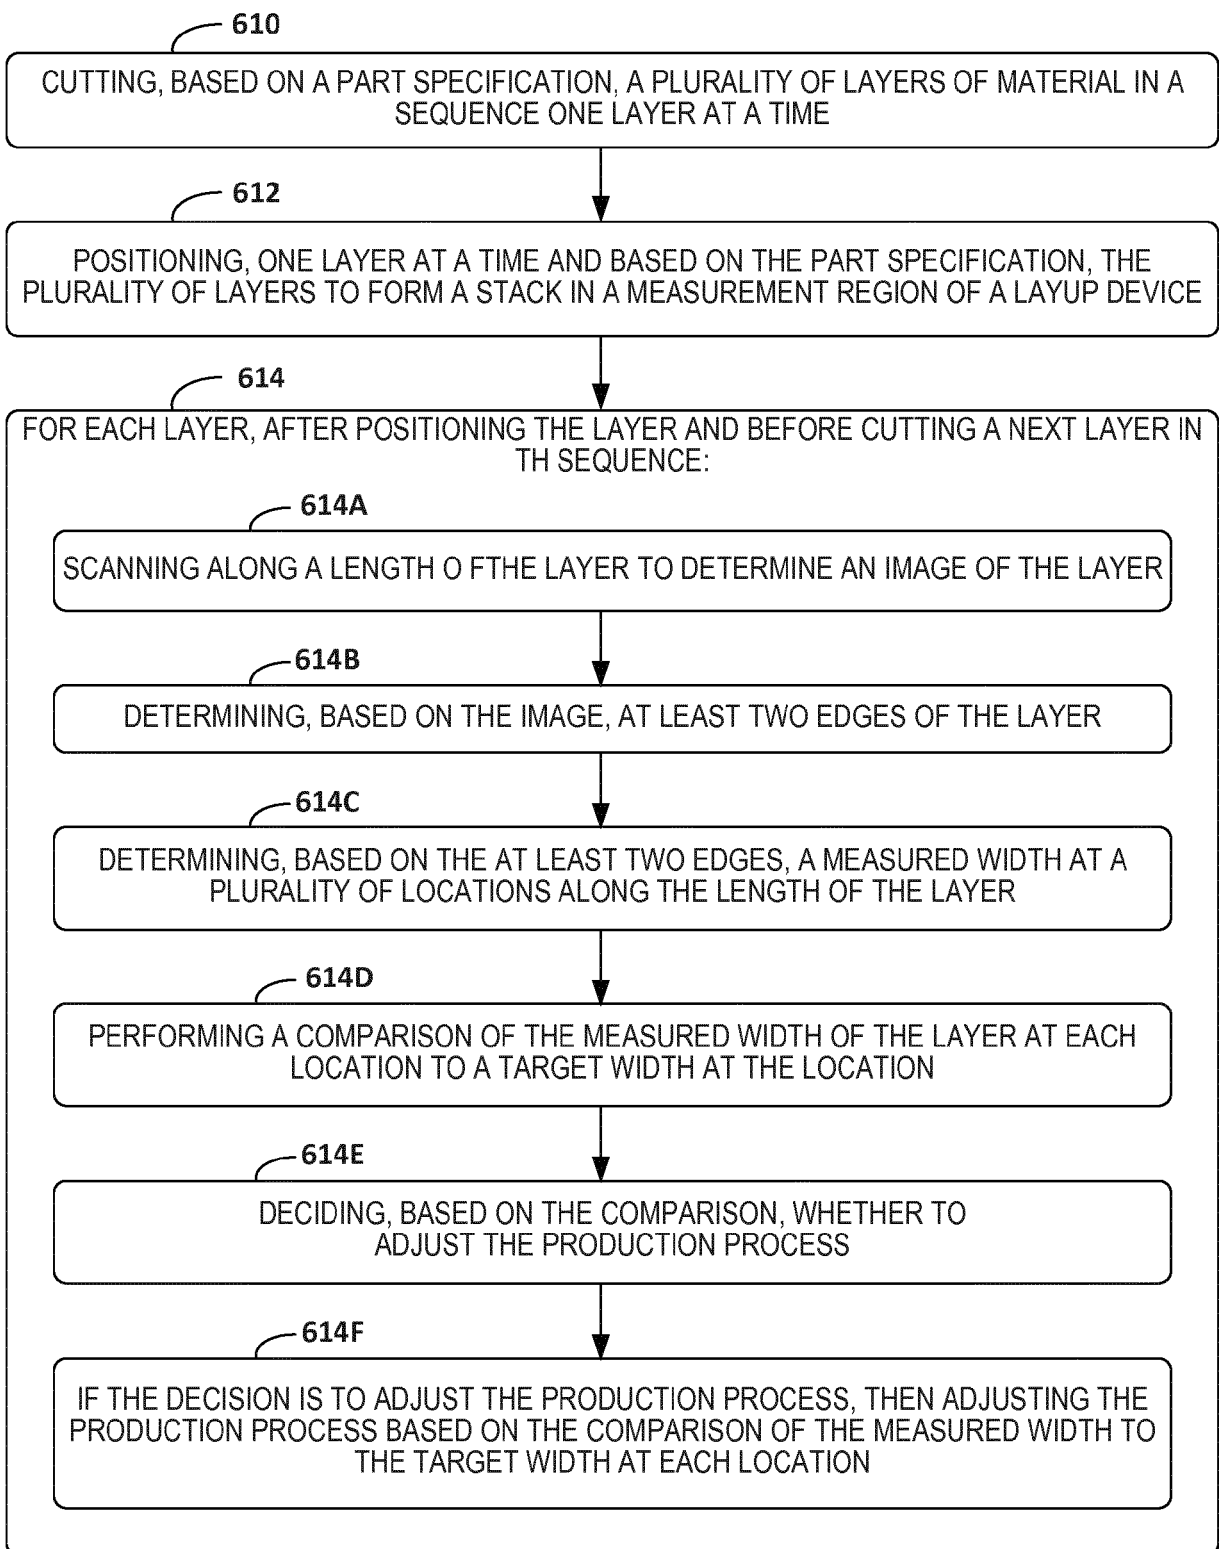 610
CUTTING, BASED ON A PART SPECIFICATION, A PLURALITY OF LAYERS OF MATERIAL IN A
SEQUENCE ONE LAYER AT A TIME
612
POSITIONING, ONE LAYER AT A TIME AND BASED ON THE PART SPECIFICATION, THE
PLURALITY OF LAYERS TO FORM A STACK IN A MEASUREMENT REGION OF A LAYUP DEVICE
614
FOR EACH LAYER, AFTER POSITIONING THE LAYER AND BEFORE CUTTING A NEXT LAYER IN
TH SEQUENCE:
614A
SCANNING ALONG A LENGTH O FTHE LAYER TO DETERMINE AN IMAGE OF THE LAYER
614B
DETERMINING, BASED ON THE IMAGE, AT LEAST TWO EDGES OF THE LAYER
614C
DETERMINING, BASED ON THE AT LEAST TWO EDGES, A MEASURED WIDTH AT A
PLURALITY OF LOCATIONS ALONG THE LENGTH OF THE LAYER
614D
PERFORMING A COMPARISON OF THE MEASURED WIDTH OF THE LAYER AT EACH
LOCATION TO A TARGET WIDTH AT THE LOCATION
614E
DECIDING, BASED ON THE COMPARISON, WHETHER TO
ADJUST THE PRODUCTION PROCESS
614F
IF THE DECISION IS TO ADJUST THE PRODUCTION PROCESS, THEN ADJUSTING THE
PRODUCTION PROCESS BASED ON THE COMPARISON OF THE MEASURED WIDTH TO
THE TARGET WIDTH AT EACH LOCATION